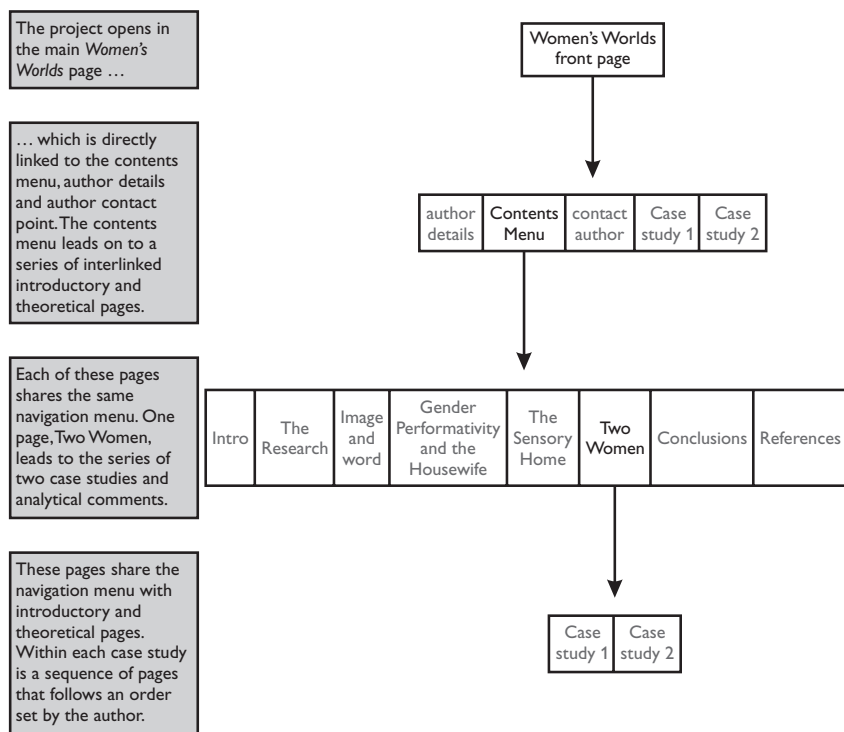 The project opens in
the main Women's
Worlds page …
Women's Worlds
front page
… which is directly
linked to the contents
menu, author details
and author contact
point. The contents
menu leads on to a
series of interlinked
introductory and
theoretical pages.
author
details
Contents
Menu
contact
author
Case
study 1
Case
study 2
Each of these pages
shares the same
navigation menu. One
page, Two Women,
leads to the series of
two case studies and
analytical comments.
Intro
The
Research
Image
and
word
Gender
Performativity
and the
Housewife
The
Sensory
Home
Two
Women
Conclusions
References
These pages share the
navigation menu with
introductory and
theoretical pages.
Within each case study
is a sequence of pages
that follows an order
set by the author.
Case
study 1
Case
study 2